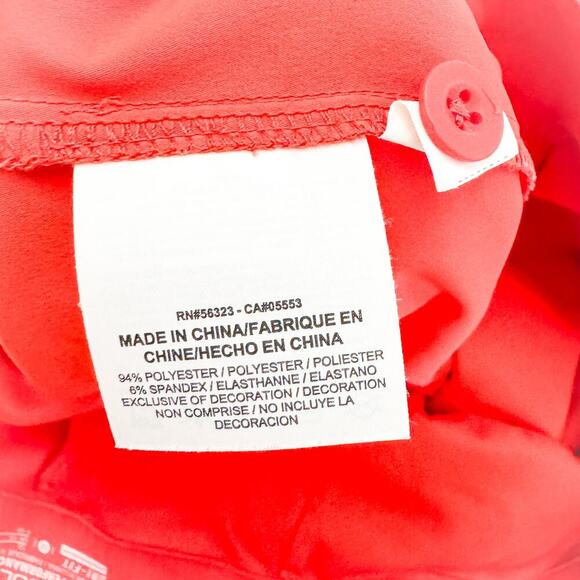 RN#56323 - CA#05553
MADE IN CHINA/FABRIQUE EN
CHINE/HECHO EN CHINA
94% POLYESTER / POLYESTER / POLIESTER
6% SPANDEX / ELASTHANNE / ELASTANO
EXCLUSIVE OF DECORATION / DECORATION
NON COMPRISE / NO INCLUYE LA
DECORACION